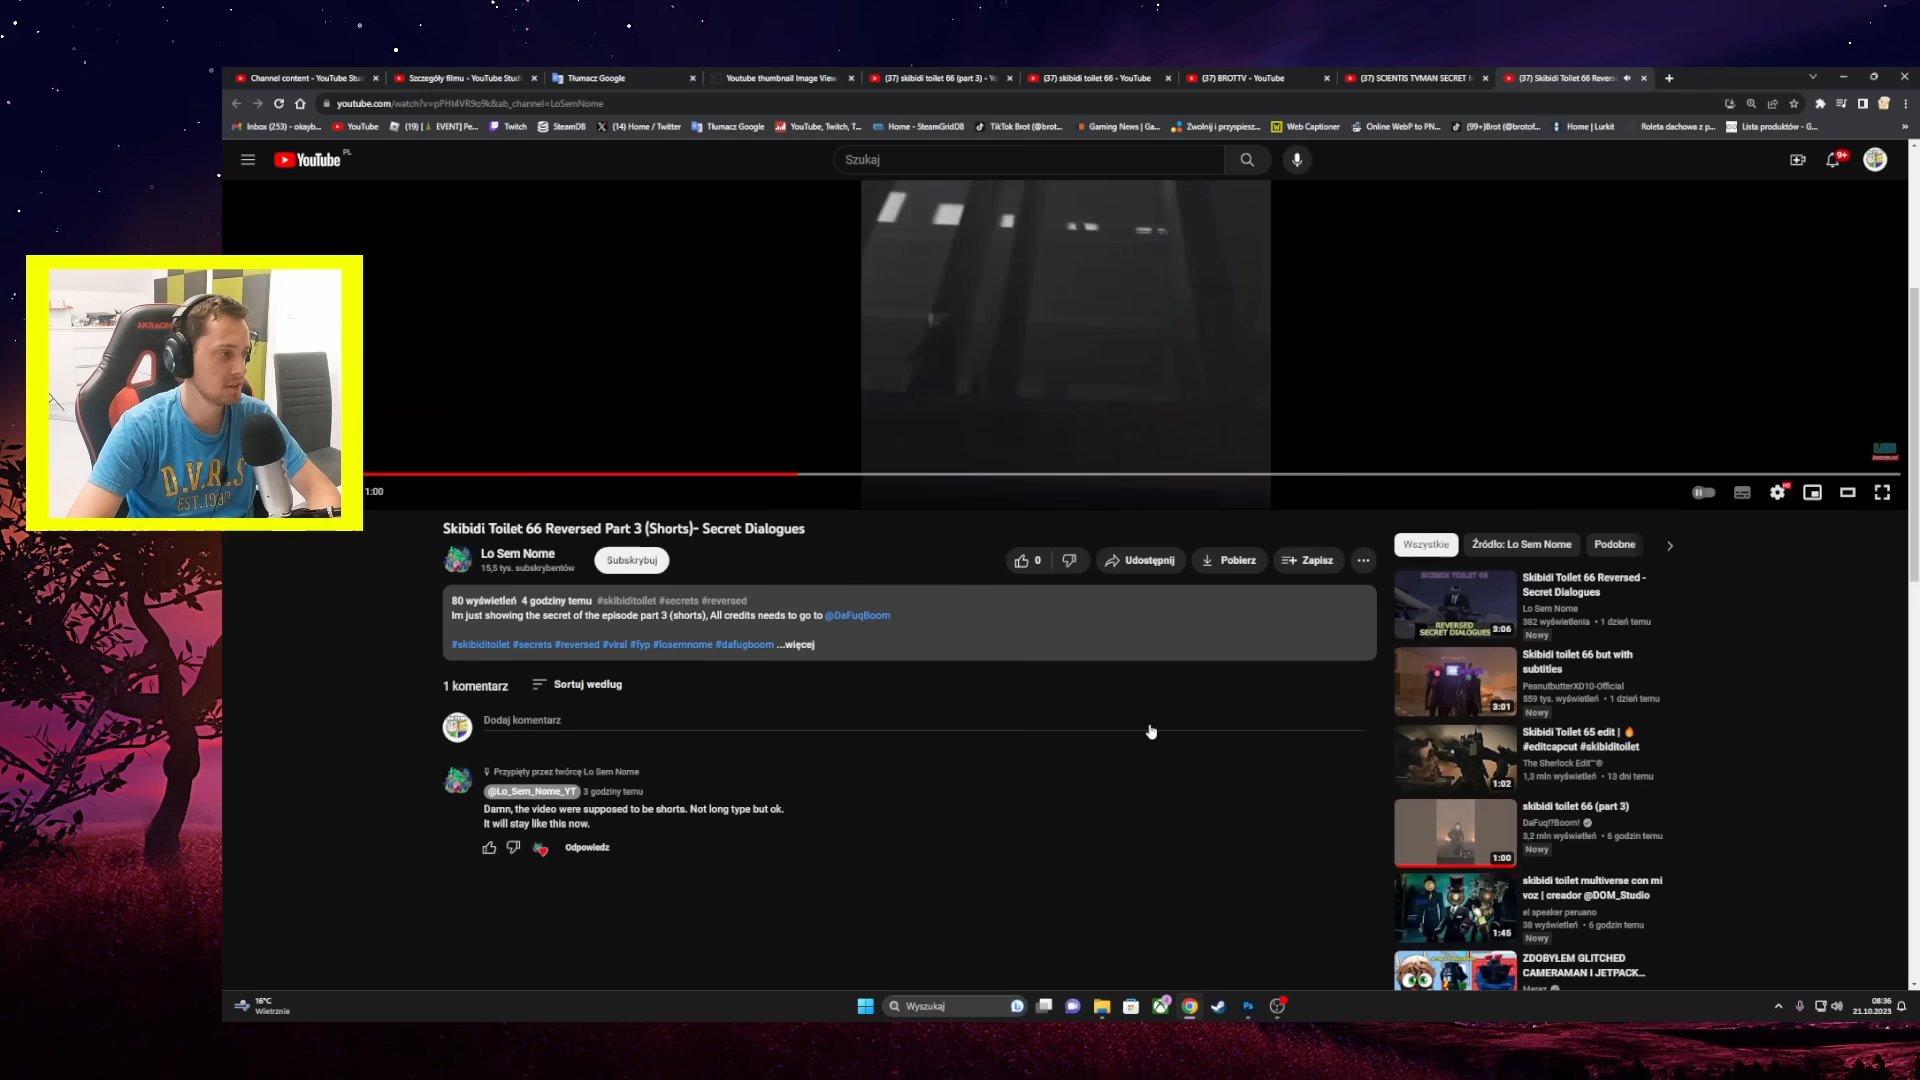 Channel content - YouTube Stu
Szczegóły filmu - YouTube Studi
Tłumacz Google
Youtube thumbnail Image View
(37) skibidi toilet 66 (part 3) - Yo
(37) skibidi toilet 66 - YouTube
(37) BROTTV - YouTube
(37) SCIENTIS TVMAN SECRET
(37) Skibidi Toilet 66 Revers
youtube.com/watch?v=pPHt4VR9o9k&ab_channel=LoSemNome
Inbox (253) - okayb...
YouTube
(19) [🕯 EVENT] Pe...
Twitch
SteamDB
(14) Home / Twitter
Tłumacz Google
YouTube, Twitch, T...
Home - SteamGridDB
TikTok Brot (@brot...
Gaming News | Ga...
Zwolnij i przyspiesz...
Web Captioner
Online WebP to PN...
(99+)Brot (@brotof...
Home | Lurkit
Roleta dachowa z p...
Lista produktów - G...
YouTube PL
Szukaj
9+
AKRACING
D.V.R.S
EST.1930
1:00
HD
Skibidi Toilet 66 Reversed Part 3 (Shorts)- Secret Dialogues
Lo Sem Nome
15,5 tys. subskrybentów
Subskrybuj
0
Udostępnij
Pobierz
Zapisz
80 wyświetleń 4 godziny temu #skibiditoilet #secrets #reversed
Im just showing the secret of the episode part 3 (shorts), All credits needs to go to @DaFuqBoom
#skibiditoilet #secrets #reversed #viral #fyp #losemnome #dafugboom ...więcej
1 komentarz
Sortuj według
Dodaj komentarz
Przypięty przez twórcę Lo Sem Nome
@Lo_Sem_Nome_YT 3 godziny temu
Damn, the video were supposed to be shorts. Not long type but ok.
It will stay like this now.
Odpowiedz
Wszystkie
Źródło: Lo Sem Nome
Podobne
SKIBIDI TOILET 66
REVERSED
SECRET DIALOGUES
3:06
Skibidi Toilet 66 Reversed -
Secret Dialogues
Lo Sem Nome
382 wyświetlenia • 1 dzień temu
Nowy
3:01
Skibidi toilet 66 but with
subtitles
PeanutbutterXD10-Official
559 tys. wyświetleń • 1 dzień temu
Nowy
1:02
Skibidi Toilet 65 edit | 🔥
#editcapcut #skibiditoilet
The Sherlock Edit™®
1,3 mln wyświetleń • 13 dni temu
1:00
skibidi toilet 66 (part 3)
DaFuq!?Boom!
3,2 mln wyświetleń • 6 godzin temu
Nowy
1:45
skibidi toilet multiverse con mi
voz | creador @DOM_Studio
el speaker peruano
38 wyświetleń • 6 godzin temu
Nowy
ZDOBYŁEM GLITCHED
CAMERAMAN I JETPACK...
16°C
Wietrznie
Wyszukaj
08:36
21.10.2023